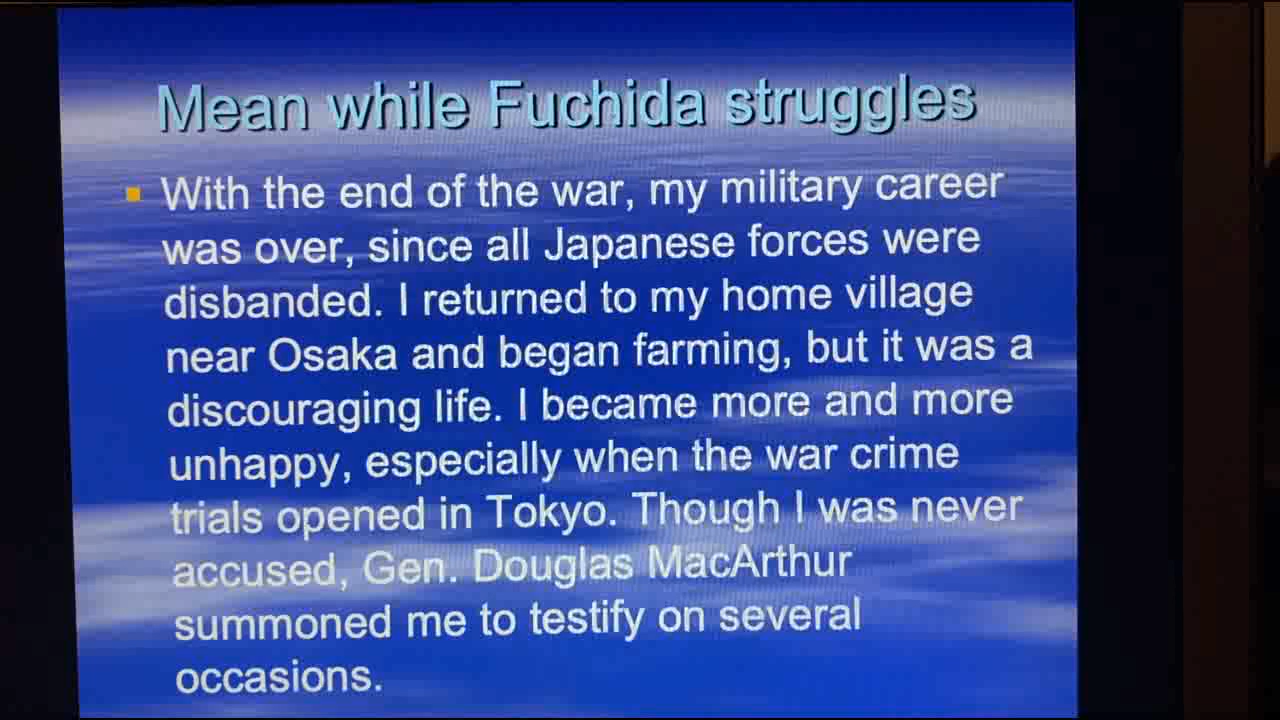 Mean while Fuchida struggles
With the end of the war, my military career
was over, since all Japanese forces were
disbanded. I returned to my home village
near Osaka and began farming, but it was a
discouraging life. I became more and more
unhappy, especially when the war crime
trials opened in Tokyo. Though I was never
accused, Gen. Douglas MacArthur
summoned me to testify on several
occasions.